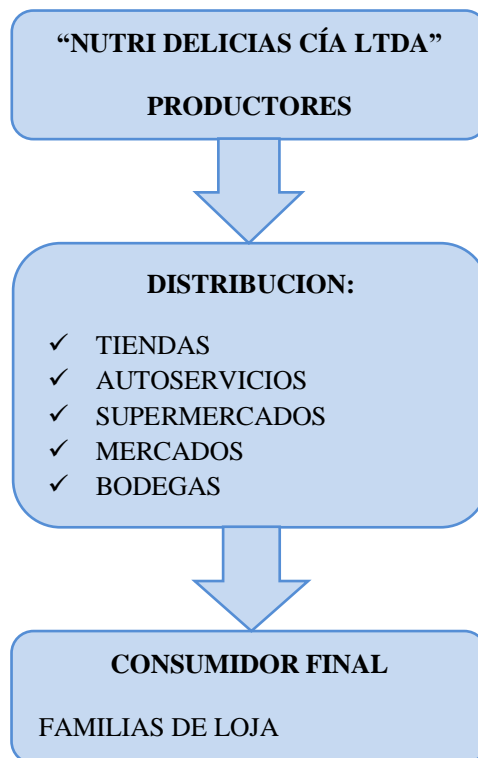 “NUTRI DELICIAS CÍA LTDA”
PRODUCTORES
DISTRIBUCION:
✓ TIENDAS
✓ AUTOSERVICIOS
✓ SUPERMERCADOS
✓ MERCADOS
✓ BODEGAS
CONSUMIDOR FINAL
FAMILIAS DE LOJA